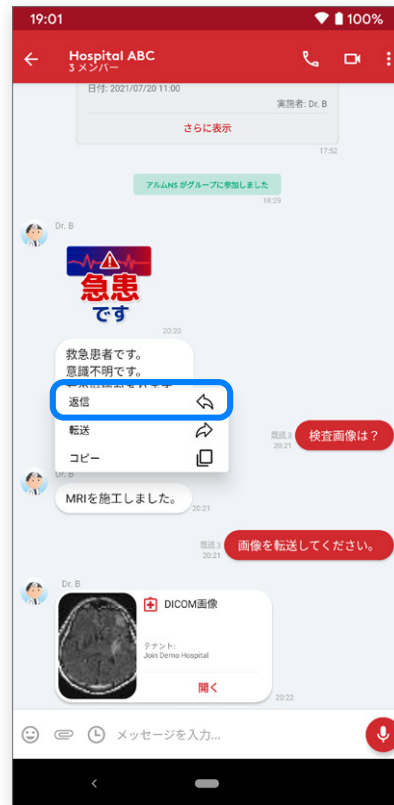 19:01
100%
Hospital ABC
3 メンバー
日付: 2021/07/20 11:00
実施者: Dr. B
さらに表示
17:52
アルムNS がグループに参加しました
18:29
Dr. B
急患
です
20:20
救急患者です。
意識不明です。
返信
転送
コピー
既読 3
20:21
検査画像は？
Dr. B
MRIを施工しました。
20:21
既読 3
20:21
画像を転送してください。
Dr. B
DICOM画像
テナント:
Join Demo Hospital
開く
20:22
メッセージを入力...